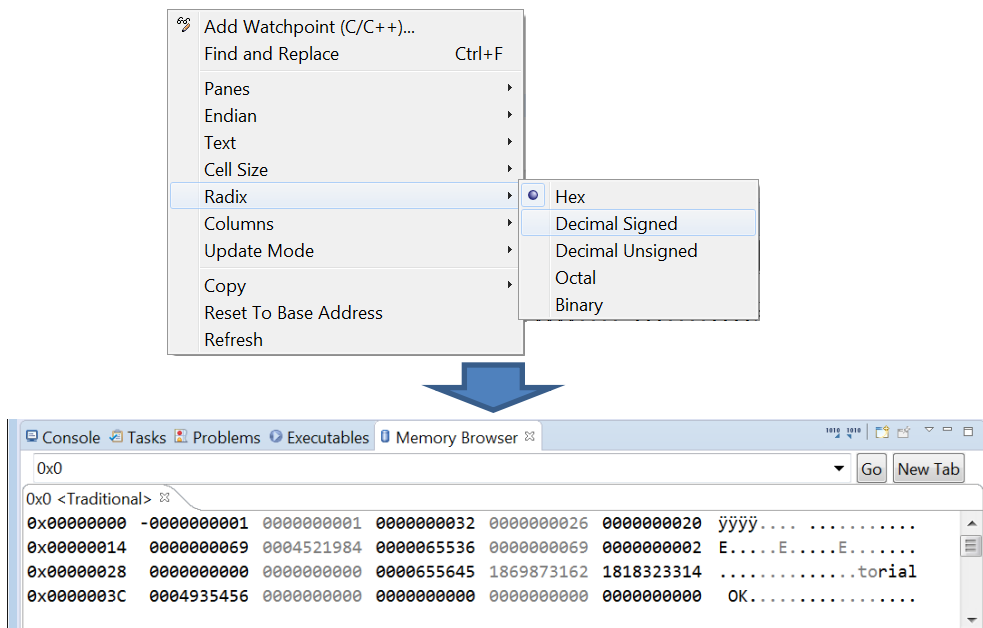 Add Watchpoint (C/C++)...
Find and Replace Ctrl+F
Panes
Endian
Text
Cell Size
Radix
Columns
Update Mode
Copy
Reset To Base Address
Refresh
Hex
Decimal Signed
Decimal Unsigned
Octal
Binary
Console Tasks Problems Executables Memory Browser
0x0 Go New Tab
0x0 <Traditional>
0x00000000 -0000000001 0000000001 0000000032 0000000026 0000000020 ÿÿÿÿ.... ...........
0x00000014 0000000069 0004521984 0000065536 0000000069 0000000002 E.....E.....E.......
0x00000028 0000000000 0000000000 0000655645 1869873162 1818323314 ..............torial
0x0000003C 0004935456 0000000000 0000000000 0000000000 0000000000 OK.................